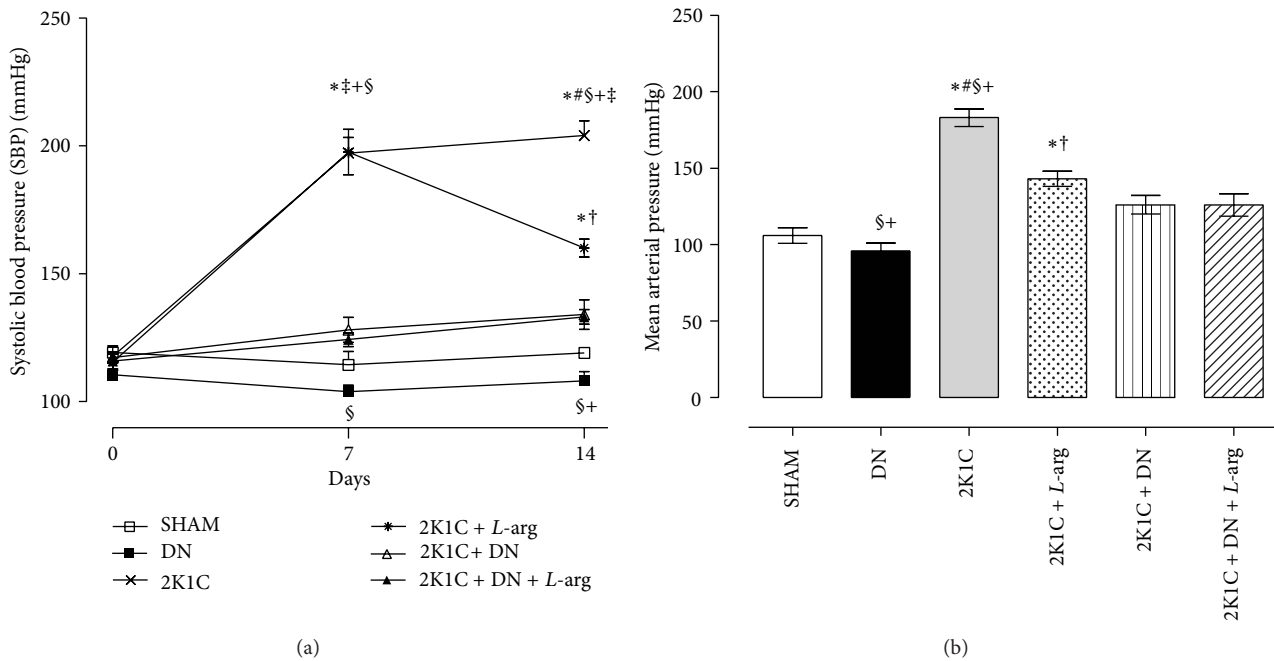 Systolic blood pressure (SBP) (mmHg)
250
200
150
100
*‡+§
*#§+‡
*†
§
§+
0
7
14
Days
SHAM
DN
2K1C
2K1C + L-arg
2K1C + DN
2K1C + DN + L-arg
(a)
Mean arterial pressure (mmHg)
250
200
150
100
50
0
§+
*#§+
*†
SHAM
DN
2K1C
2K1C + L-arg
2K1C + DN
2K1C + DN + L-arg
(b)